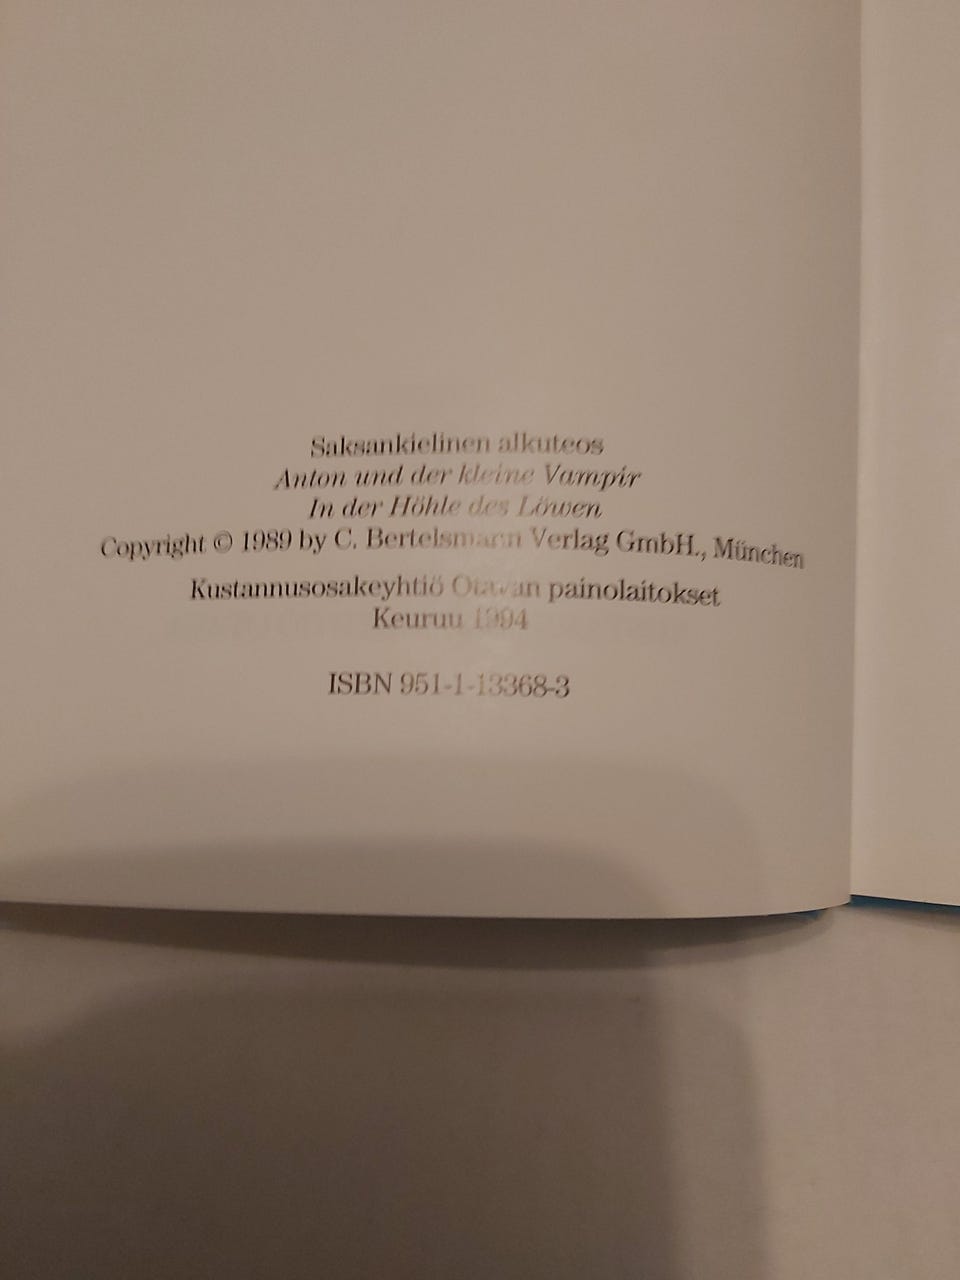 Saksankielinen alkuteos
Anton und der kleine Vampir
In der Höhle des Löwen
Copyright © 1989 by C. Bertelsmann Verlag GmbH., München
Kustannusosakeyhtiö Otavan painolaitokset
Keuruu 1994
ISBN 951-1-13368-3